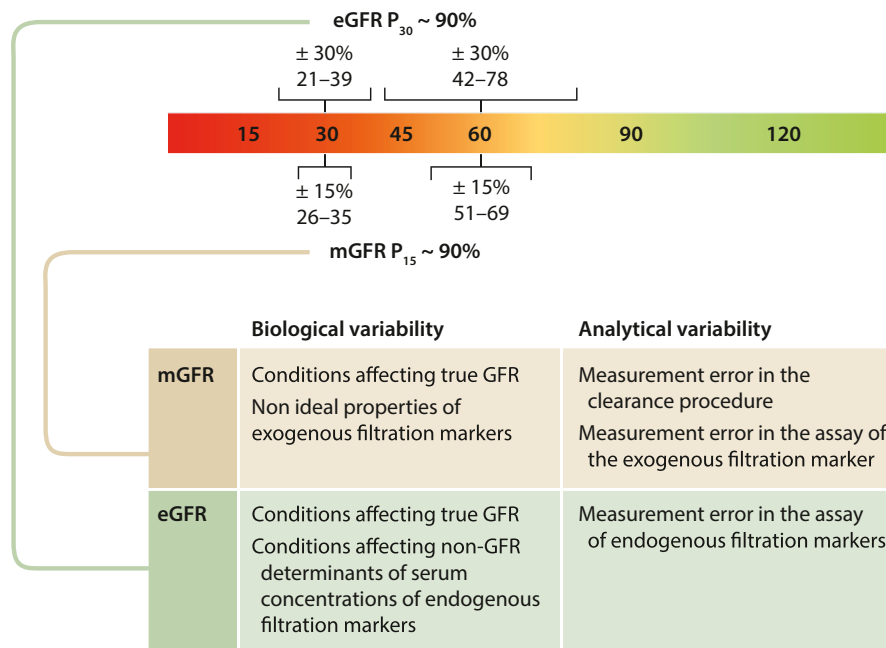 eGFR P30 ~ 90%
± 30%
21–39
± 30%
42–78
15 30 45 60 90 120
± 15%
26–35
± 15%
51–69
mGFR P15 ~ 90%
Biological variability
Analytical variability
mGFR
Conditions affecting true GFR
Non ideal properties of
exogenous filtration markers
Measurement error in the
clearance procedure
Measurement error in the assay of
the exogenous filtration marker
eGFR
Conditions affecting true GFR
Conditions affecting non-GFR
determinants of serum
concentrations of endogenous
filtration markers
Measurement error in the assay
of endogenous filtration markers